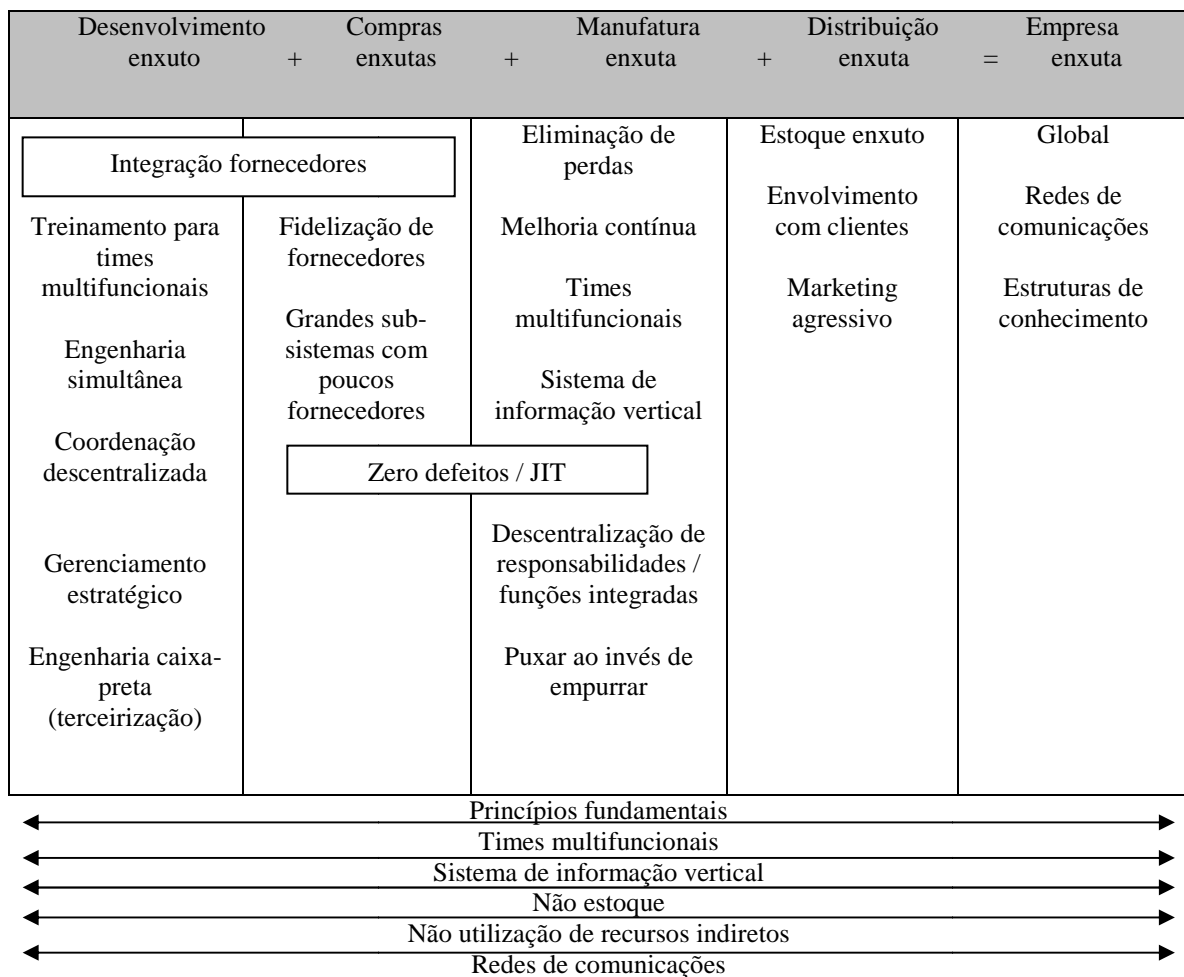 Desenvolvimento
enxuto
+
Compras
enxutas
+
Manufatura
enxuta
+
Distribuição
enxuta
=
Empresa
enxuta
Integração fornecedores
Treinamento para
times
multifuncionais
Engenharia
simultânea
Coordenação
descentralizada
Gerenciamento
estratégico
Engenharia caixa-
preta
(terceirização)
Fidelização de
fornecedores
Grandes sub-
sistemas com
poucos
fornecedores
Zero defeitos / JIT
Eliminação de
perdas
Melhoria contínua
Times
multifuncionais
Sistema de
informação vertical
Descentralização de
responsabilidades /
funções integradas
Puxar ao invés de
empurrar
Estoque enxuto
Envolvimento
com clientes
Marketing
agressivo
Global
Redes de
comunicações
Estruturas de
conhecimento
Princípios fundamentais
Times multifuncionais
Sistema de informação vertical
Não estoque
Não utilização de recursos indiretos
Redes de comunicações